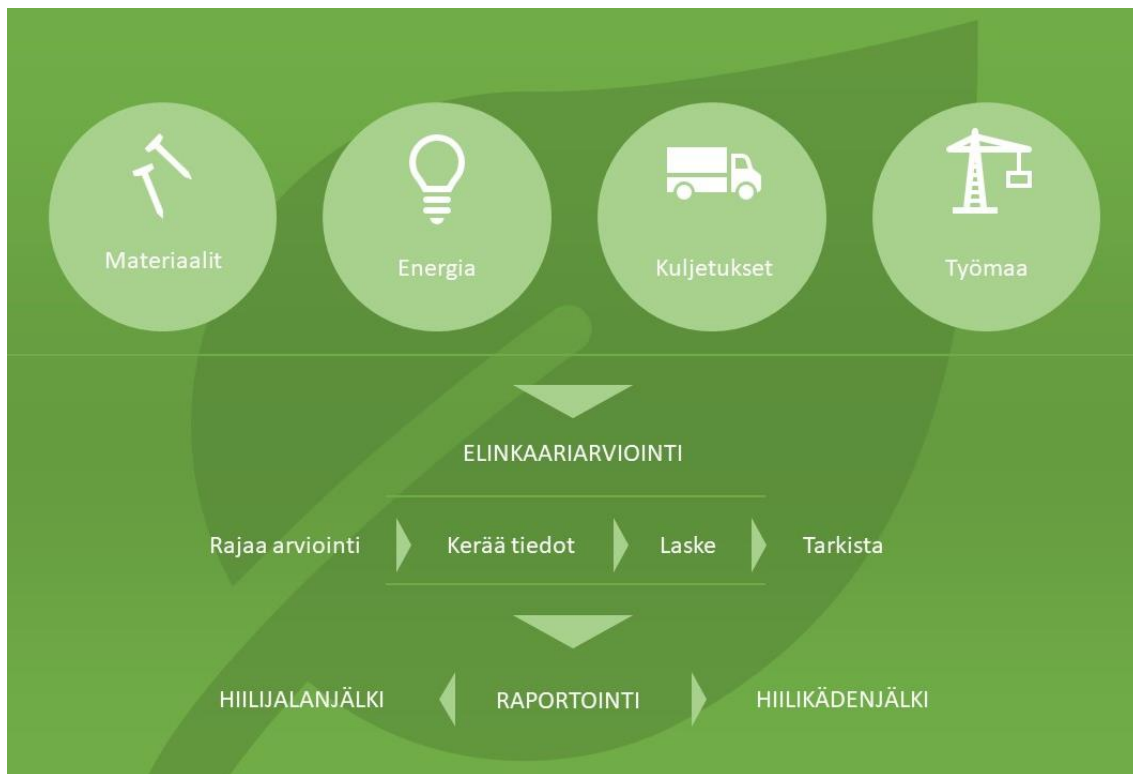 Materiaalit
Energia
Kuljetukset
Työmaa
ELINKAARIARVIOINTI
Rajaa arviointi
Kerää tiedot
Laske
Tarkista
HIILIJALANJÄLKI
RAPORTOINTI
HIILIKÄDENJÄLKI